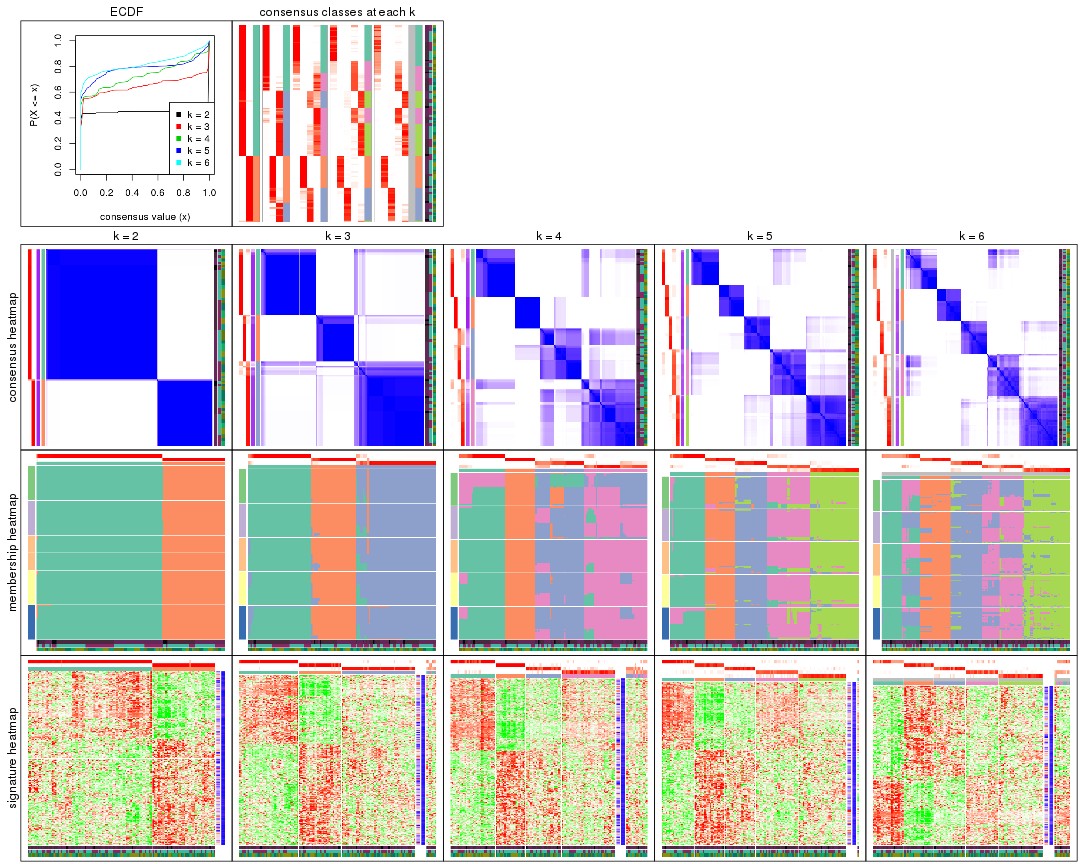 ECDF
consensus classes at each k
P(X <= x)
0.0 0.2 0.4 0.6 0.8 1.0
k = 2
k = 3
k = 4
k = 5
k = 6
0.0 0.2 0.4 0.6 0.8 1.0
consensus value (x)
k = 2 k = 3 k = 4 k = 5 k = 6
consensus heatmap
membership heatmap
signature heatmap